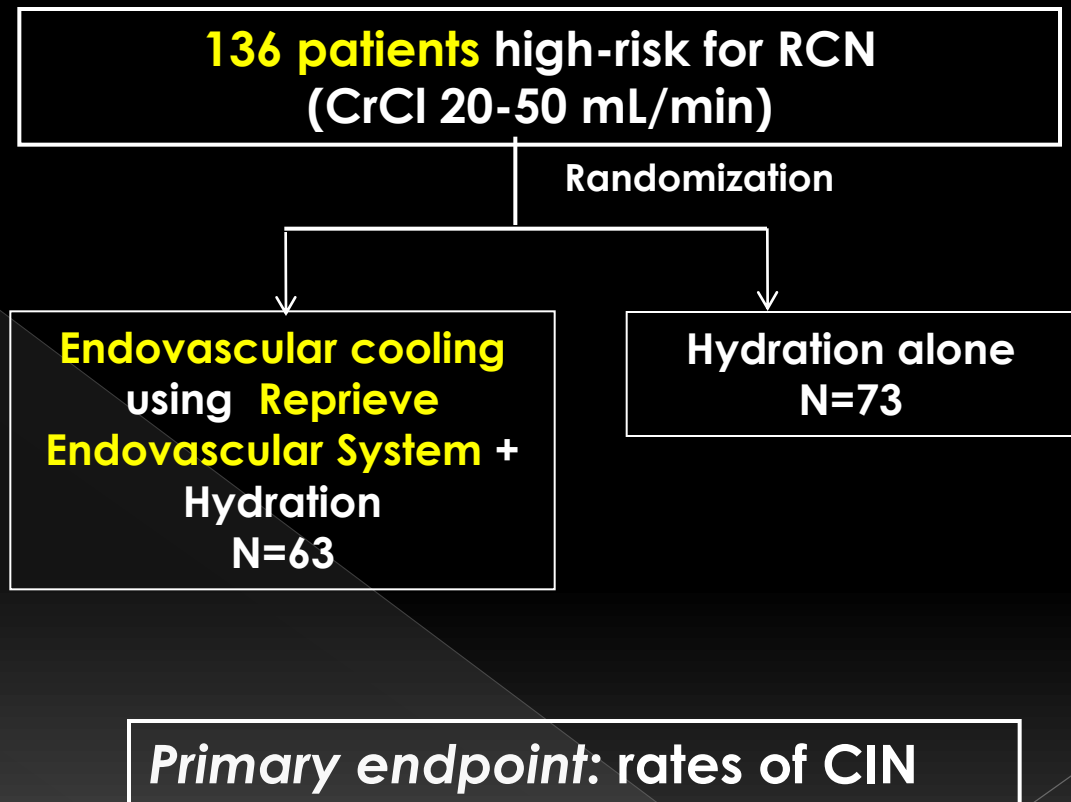 136 patients high-risk for RCN
(CrCl 20-50 mL/min)
Randomization
Endovascular cooling
using Reprieve
Endovascular System +
Hydration
N=63
Hydration alone
N=73
Primary endpoint: rates of CIN